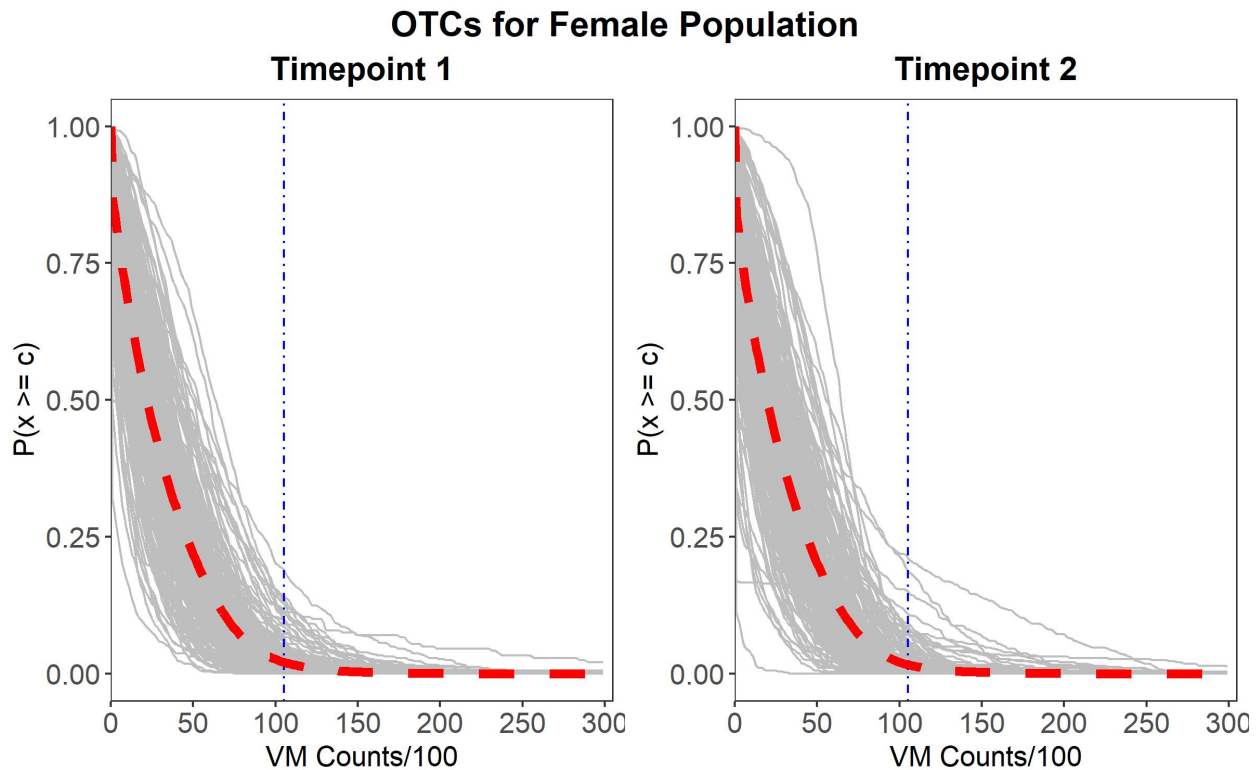 OTCs for Female Population
Timepoint 1
Timepoint 2
P(x >= c)
1.00
0.75
0.50
0.25
0.00
0 50 100 150 200 250 300
VM Counts/100
P(x >= c)
1.00
0.75
0.50
0.25
0.00
0 50 100 150 200 250 300
VM Counts/100